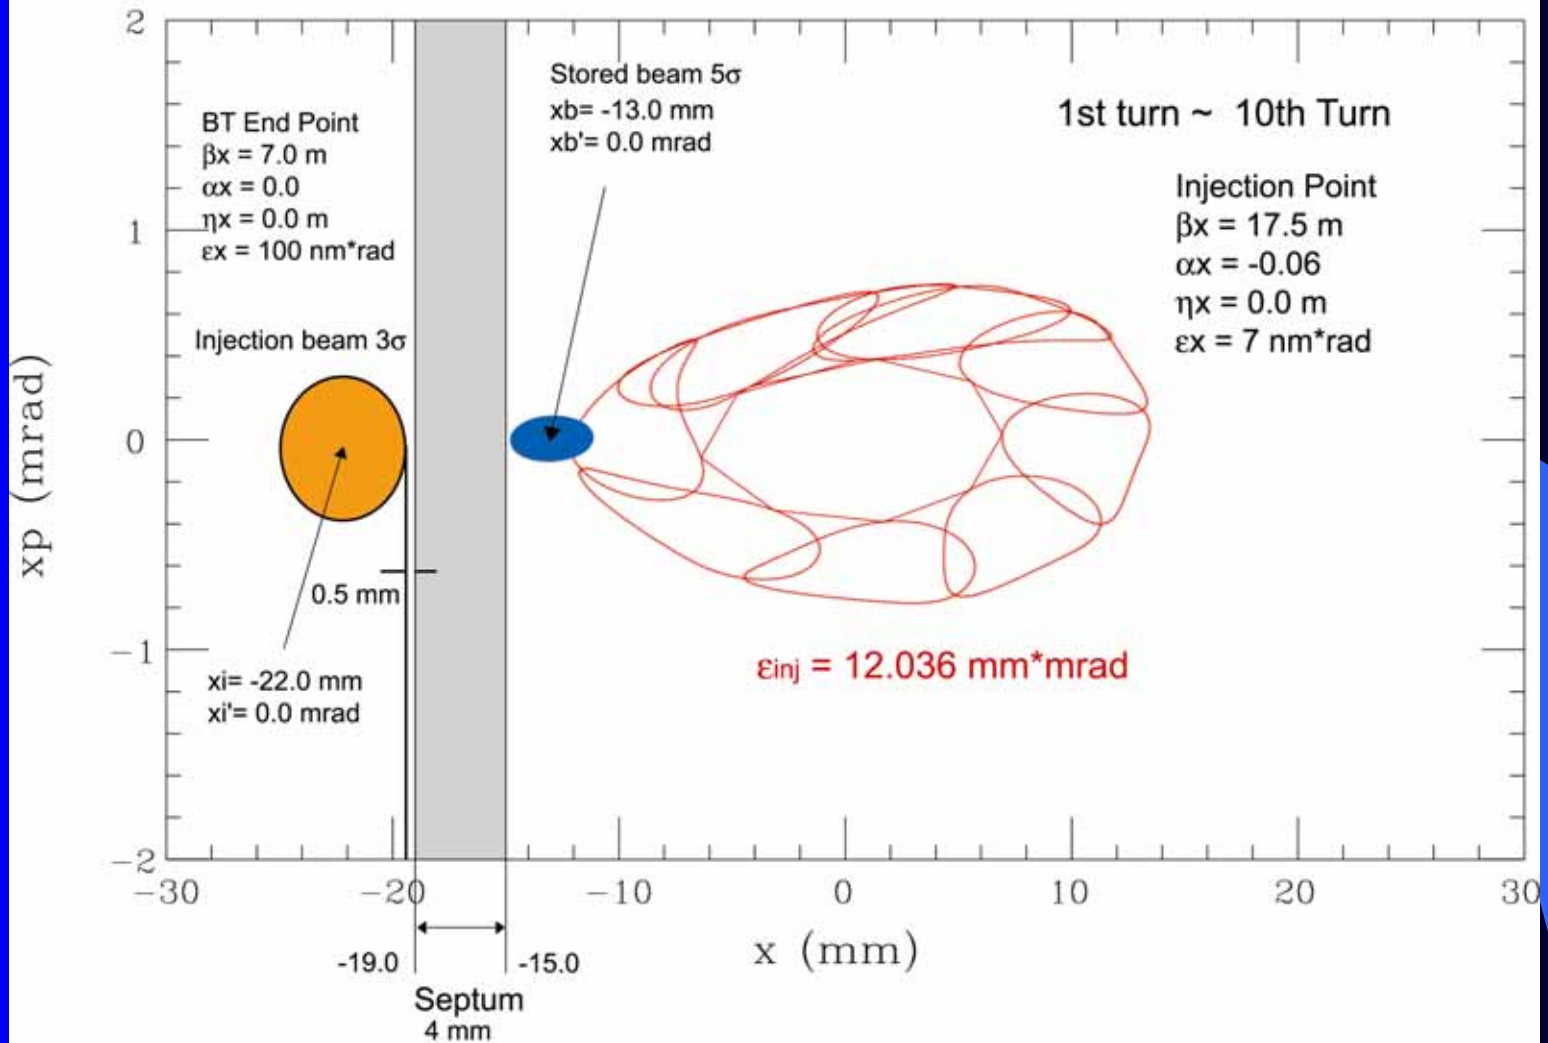 2
1
0
−1
−2
xp (mrad)
BT End Point
βx = 7.0 m
αx = 0.0
ηx = 0.0 m
εx = 100 nm*rad
Stored beam 5σ
xb= -13.0 mm
xb'= 0.0 mrad
1st turn ~ 10th Turn
Injection Point
βx = 17.5 m
αx = -0.06
ηx = 0.0 m
εx = 7 nm*rad
Injection beam 3σ
0.5 mm
xi= -22.0 mm
xi'= 0.0 mrad
εinj = 12.036 mm*mrad
−30 −20 −10 0 10 20 30
x (mm)
-19.0 -15.0
Septum
4 mm